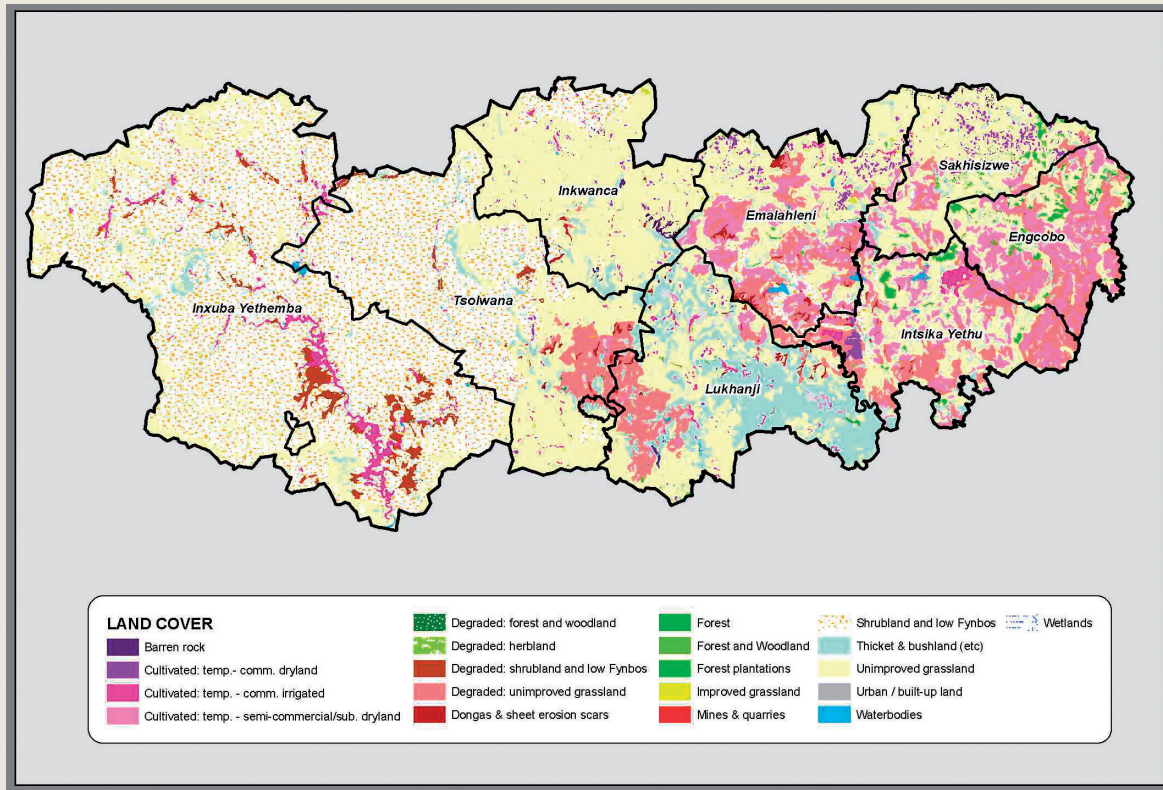 Sakhisizwe
Inkwanca
Emalahleni
Engcobo
Tsolwana
Inxuba Yethemba
Intsika Yethu
Lukhanji
LAND COVER
Barren rock
Cultivated: temp.- comm. dryland
Cultivated: temp. - comm. irrigated
Cultivated: temp. - semi-commercial/sub. dryland
Degraded: forest and woodland
Degraded: herbland
Degraded: shrubland and low Fynbos
Degraded: unimproved grassland
Dongas & sheet erosion scars
Forest
Forest and Woodland
Forest plantations
Improved grassland
Mines & quarries
Shrubland and low Fynbos
Thicket & bushland (etc)
Unimproved grassland
Urban / built-up land
Waterbodies
Wetlands